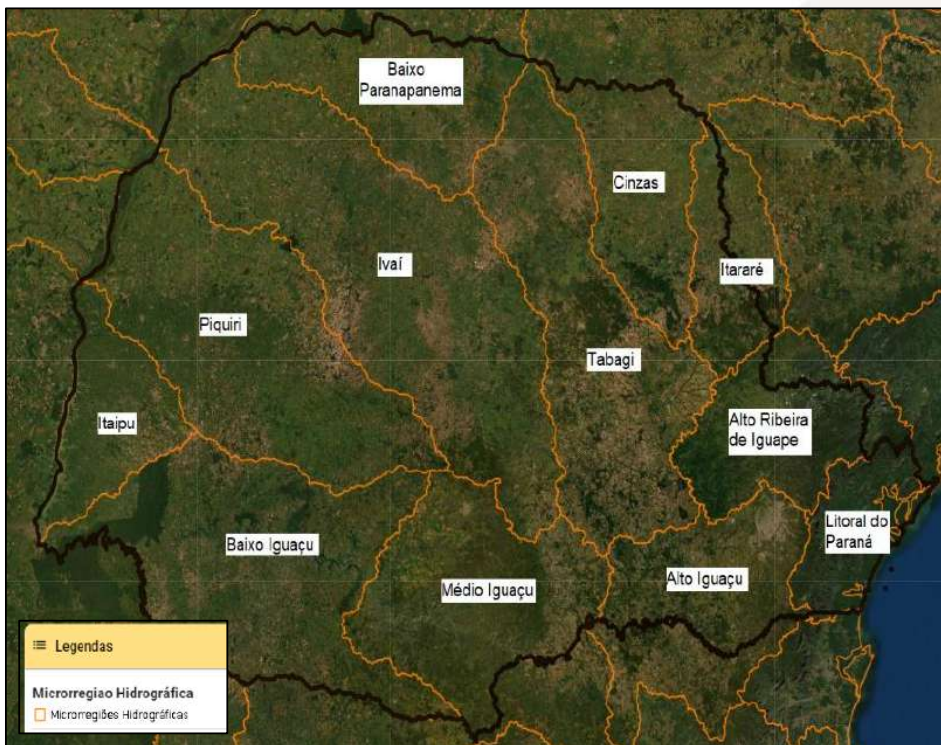 Baixo
Paranapanema
Cinzas
Ivaí
Itararé
Piquiri
Tabagi
Itaipu
Alto Ribeira
de Iguape
Baixo Iguaçu
Médio Iguaçu
Alto Iguaçu
Litoral do
Paraná
Legendas
Microrregiao Hidrográfica
Microrregiões Hidrográficas